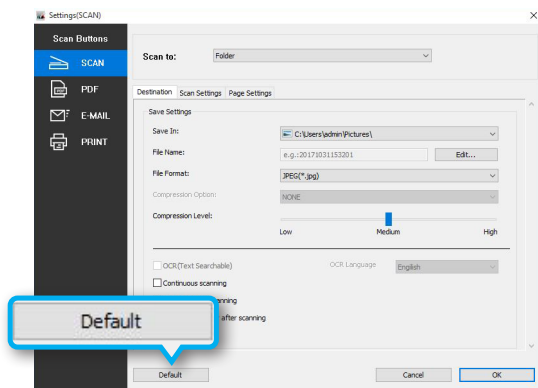 Settings(SCAN)
Scan Buttons
SCAN
PDF
E-MAIL
PRINT
Scan to:
Folder
Destination
Scan Settings
Page Settings
Save Settings
Save In:
C:\Users\admin\Pictures\
File Name:
e.g.:20171031153201
Edit...
File Format:
JPEG(*.jpg)
Compression Option:
NONE
Compression Level:
Low
Medium
High
OCR(Text Searchable)
OCR Language
English
Continuous scanning
after scanning
Default
Default
Cancel
OK